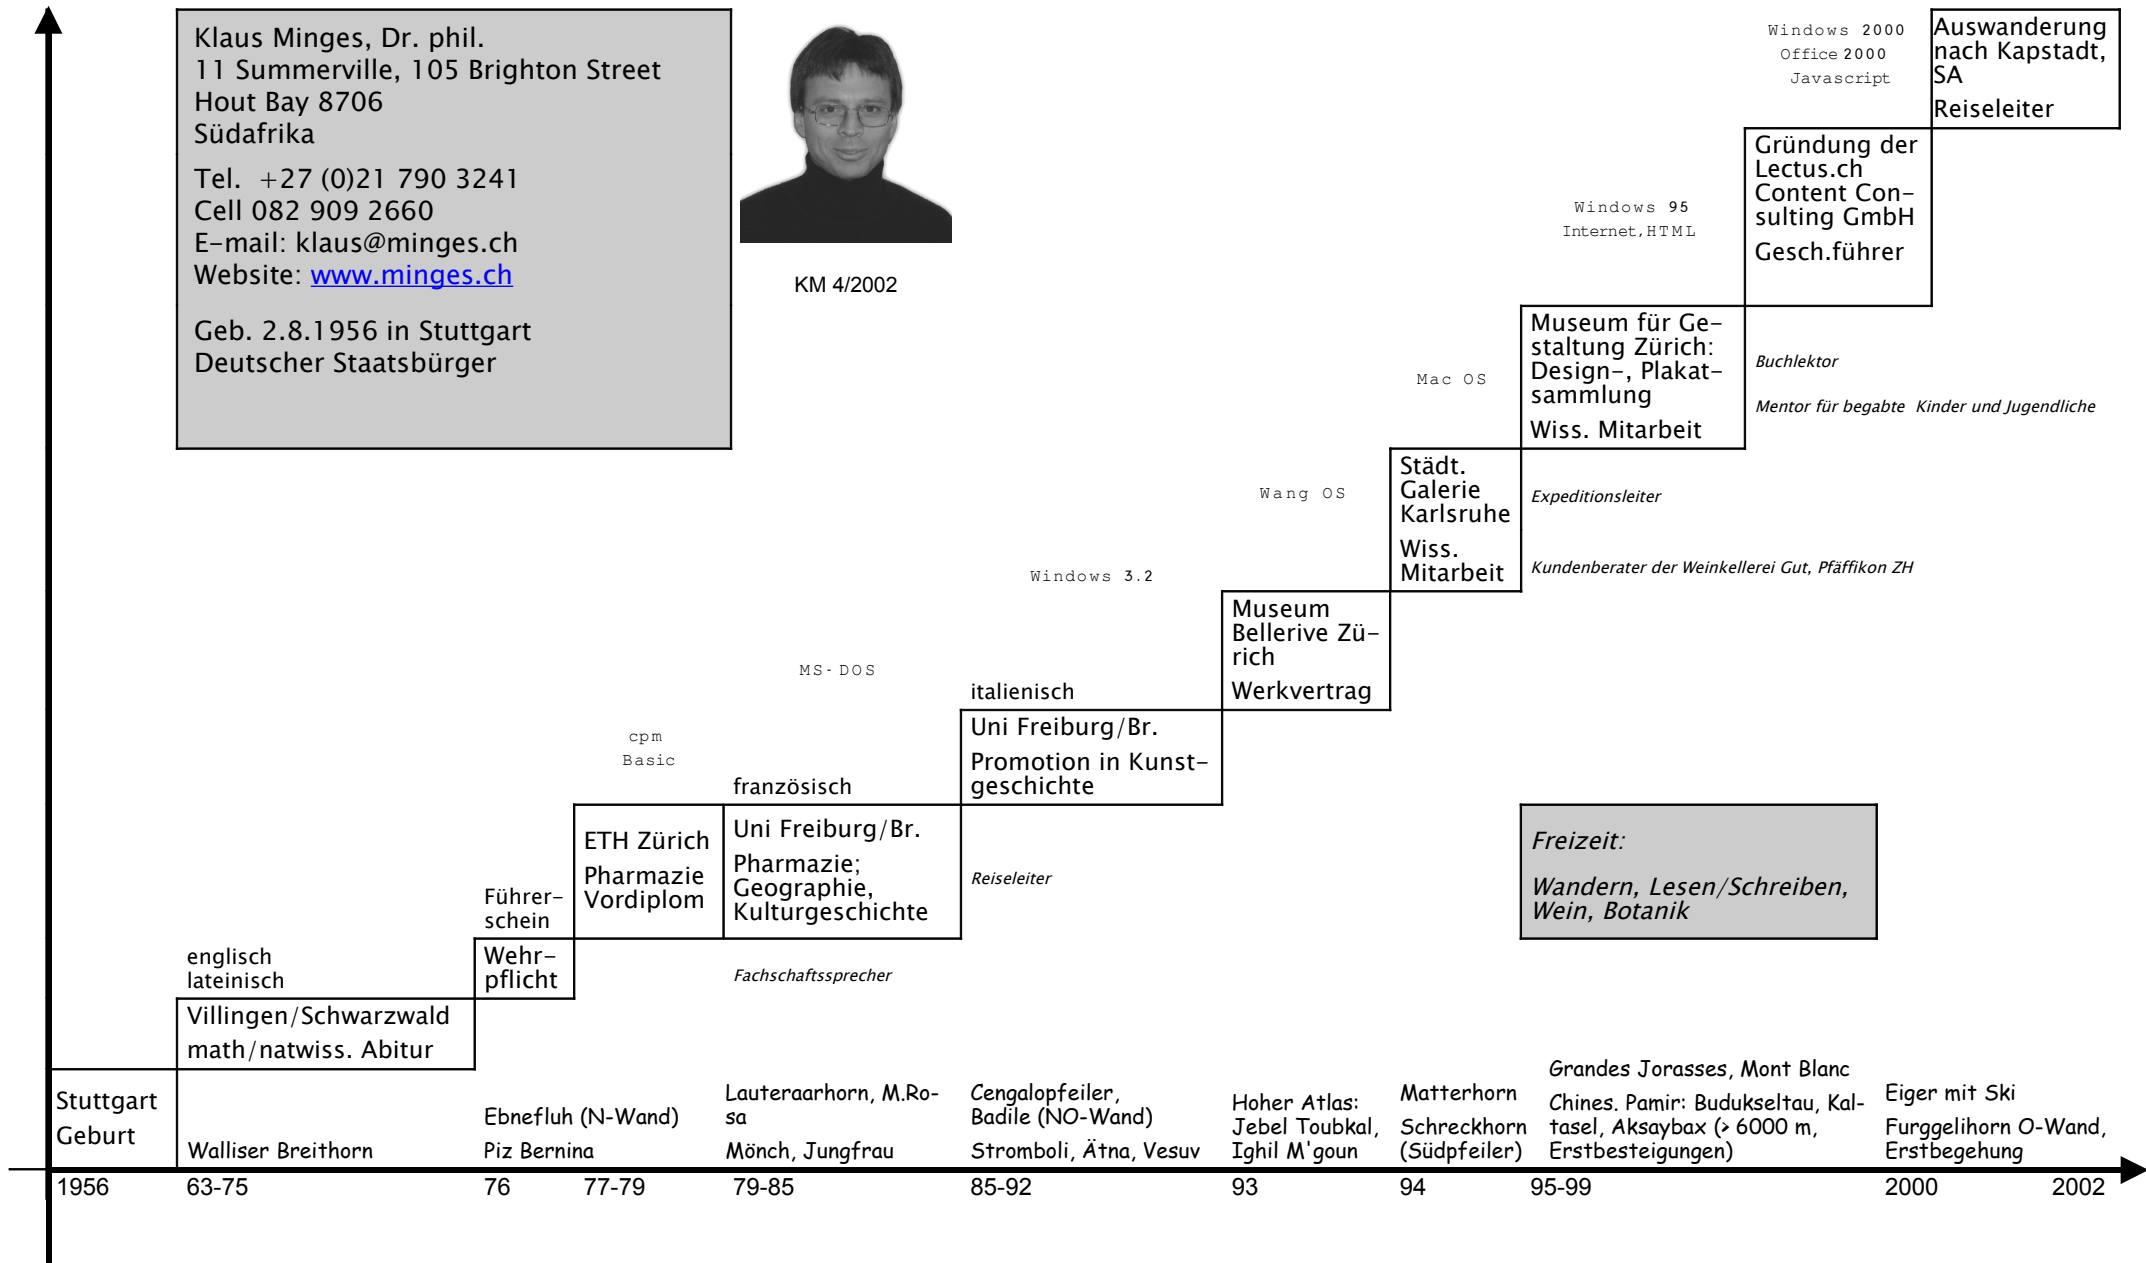 Klaus Minges, Dr. phil.
11 Summerville, 105 Brighton Street
Hout Bay 8706
Südafrika
Tel.  +27 (0)21 790 3241
Cell 082 909 2660
E-mail: klaus@minges.ch
Website: www.minges.ch
Geb. 2.8.1956 in Stuttgart
Deutscher Staatsbürger
KM 4/2002
Windows 2000
Office 2000
Javascript
Auswanderung
nach Kapstadt,
SA
Reiseleiter
Gründung der
Lectus.ch
Content Con-
sulting GmbH
Gesch.führer
Windows 95
Internet, HTML
Museum für Ge-
staltung Zürich:
Design-, Plakat-
sammlung
Wiss. Mitarbeit
Buchlektor
Mentor für begabte  Kinder und Jugendliche
Mac OS
Städt.
Galerie
Karlsruhe
Wiss.
Mitarbeit
Expeditionsleiter
Kundenberater der Weinkellerei Gut, Pfäffikon ZH
Wang OS
Museum
Bellerive Zü-
rich
Werkvertrag
Windows 3.2
italienisch
Uni Freiburg/Br.
Promotion in Kunst-
geschichte
Reiseleiter
MS-DOS
französisch
Uni Freiburg/Br.
Pharmazie;
Geographie,
Kulturgeschichte
Fachschaftssprecher
cpm
Basic
ETH Zürich
Pharmazie
Vordiplom
Führer-
schein
Wehr-
pflicht
englisch
lateinisch
Villingen/Schwarzwald
math/natwiss. Abitur
Freizeit:
Wandern, Lesen/Schreiben,
Wein, Botanik
Stuttgart
Geburt
Walliser Breithorn
Ebnefluh (N-Wand)
Piz Bernina
Lauteraarhorn, M.Ro-
sa
Mönch, Jungfrau
Cengalopfeiler,
Badile (NO-Wand)
Stromboli, Ätna, Vesuv
Hoher Atlas:
Jebel Toubkal,
Ighil M'goun
Matterhorn
Schreckhorn
(Südpfeiler)
Grandes Jorasses, Mont Blanc
Chines. Pamir: Budukseltau, Kal-
tasel, Aksaybax (> 6000 m,
Erstbesteigungen)
Eiger mit Ski
Furggelihorn O-Wand,
Erstbegehung
1956
63-75
76
77-79
79-85
85-92
93
94
95-99
2000
2002